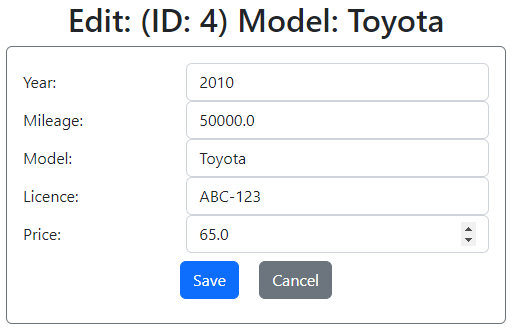 Edit: (ID: 4) Model: Toyota
Year: 2010
Mileage: 50000.0
Model: Toyota
Licence: ABC-123
Price: 65.0
Save Cancel